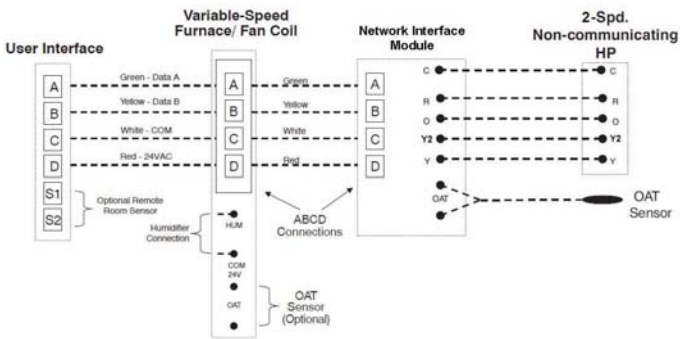 Variable-Speed
Furnace/ Fan Coil
Network Interface
Module
2-Spd.
Non-communicating
HP
User Interface
A
Green - Data A
A
Green
A
B
Yellow - Data B
B
Yellow
B
C
White - COM
C
White
C
D
Red - 24VAC
D
Red
D
S1
S2
Optional Remote
Room Sensor
Humidifier
Connection
HUM
COM
24V
OAT
OAT
Sensor
(Optional)
ABCD
Connections
C
R
O
Y2
Y
OAT
C
R
O
Y2
Y
OAT
Sensor